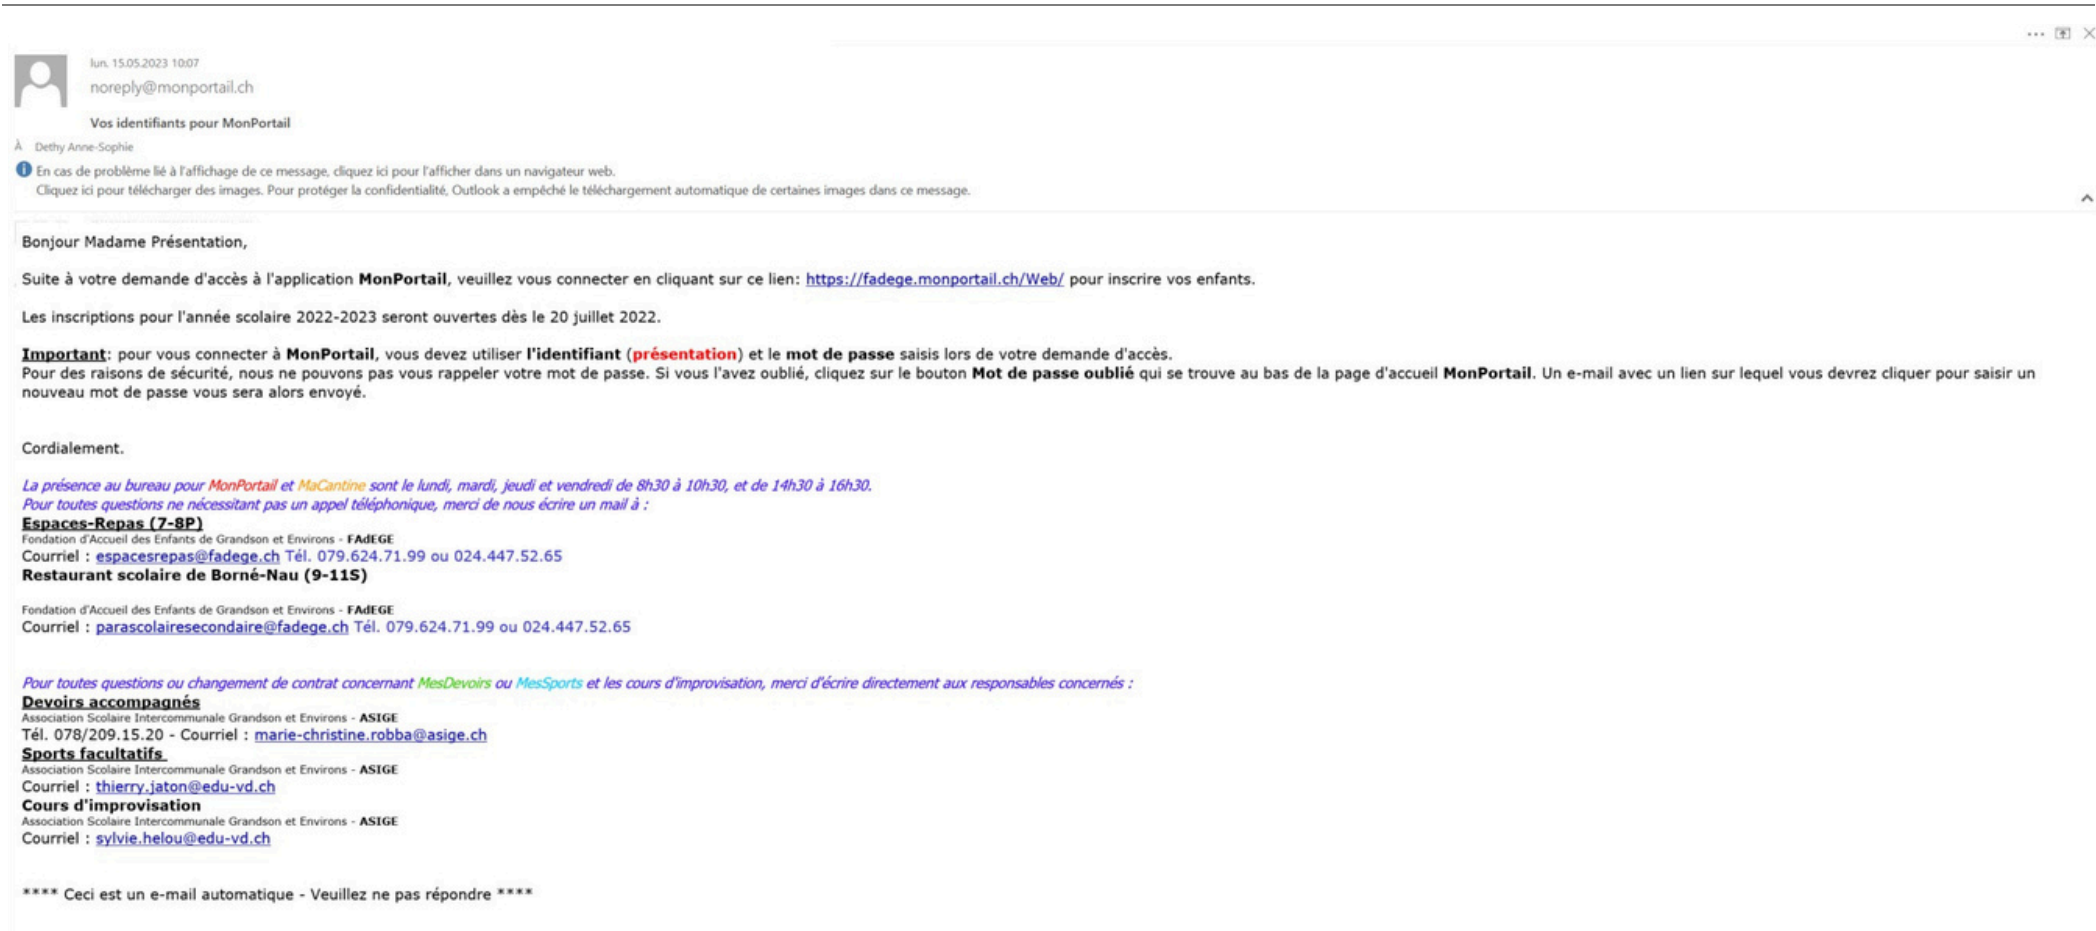 lun. 15.05.2023 10:07
noreply@monportail.ch
Vos identifiants pour MonPortail
À Dethy Anne-Sophie
En cas de problème lié à l'affichage de ce message, cliquez ici pour l'afficher dans un navigateur web.
Cliquez ici pour télécharger des images. Pour protéger la confidentialité, Outlook a empêché le téléchargement automatique de certaines images dans ce message.
Bonjour Madame Présentation,
Suite à votre demande d'accès à l'application MonPortail, veuillez vous connecter en cliquant sur ce lien: https://fadege.monportail.ch/Web/ pour inscrire vos enfants.
Les inscriptions pour l'année scolaire 2022-2023 seront ouvertes dès le 20 juillet 2022.
Important: pour vous connecter à MonPortail, vous devez utiliser l'identifiant (présentation) et le mot de passe saisis lors de votre demande d'accès.
Pour des raisons de sécurité, nous ne pouvons pas vous rappeler votre mot de passe. Si vous l'avez oublié, cliquez sur le bouton Mot de passe oublié qui se trouve au bas de la page d'accueil MonPortail. Un e-mail avec un lien sur lequel vous devrez cliquer pour saisir un
nouveau mot de passe vous sera alors envoyé.
Cordialement.
La présence au bureau pour MonPortail et MaCantine sont le lundi, mardi, jeudi et vendredi de 8h30 à 10h30, et de 14h30 à 16h30.
Pour toutes questions ne nécessitant pas un appel téléphonique, merci de nous écrire un mail à :
Espaces-Repas (7-8P)
Fondation d'Accueil des Enfants de Grandson et Environs - FAdEGE
Courriel : espacesrepas@fadege.ch Tél. 079.624.71.99 ou 024.447.52.65
Restaurant scolaire de Borné-Nau (9-11S)
Fondation d'Accueil des Enfants de Grandson et Environs - FAdEGE
Courriel : parascolairesecondaire@fadege.ch Tél. 079.624.71.99 ou 024.447.52.65
Pour toutes questions ou changement de contrat concernant MesDevoirs ou MesSports et les cours d'improvisation, merci d'écrire directement aux responsables concernés :
Devoirs accompagnés
Association Scolaire Intercommunale Grandson et Environs - ASIGE
Tél. 078/209.15.20 - Courriel : marie-christine.robba@asige.ch
Sports facultatifs
Association Scolaire Intercommunale Grandson et Environs - ASIGE
Courriel : thierry.jaton@edu-vd.ch
Cours d'improvisation
Association Scolaire Intercommunale Grandson et Environs - ASIGE
Courriel : sylvie.helou@edu-vd.ch
**** Ceci est un e-mail automatique - Veuillez ne pas répondre ****